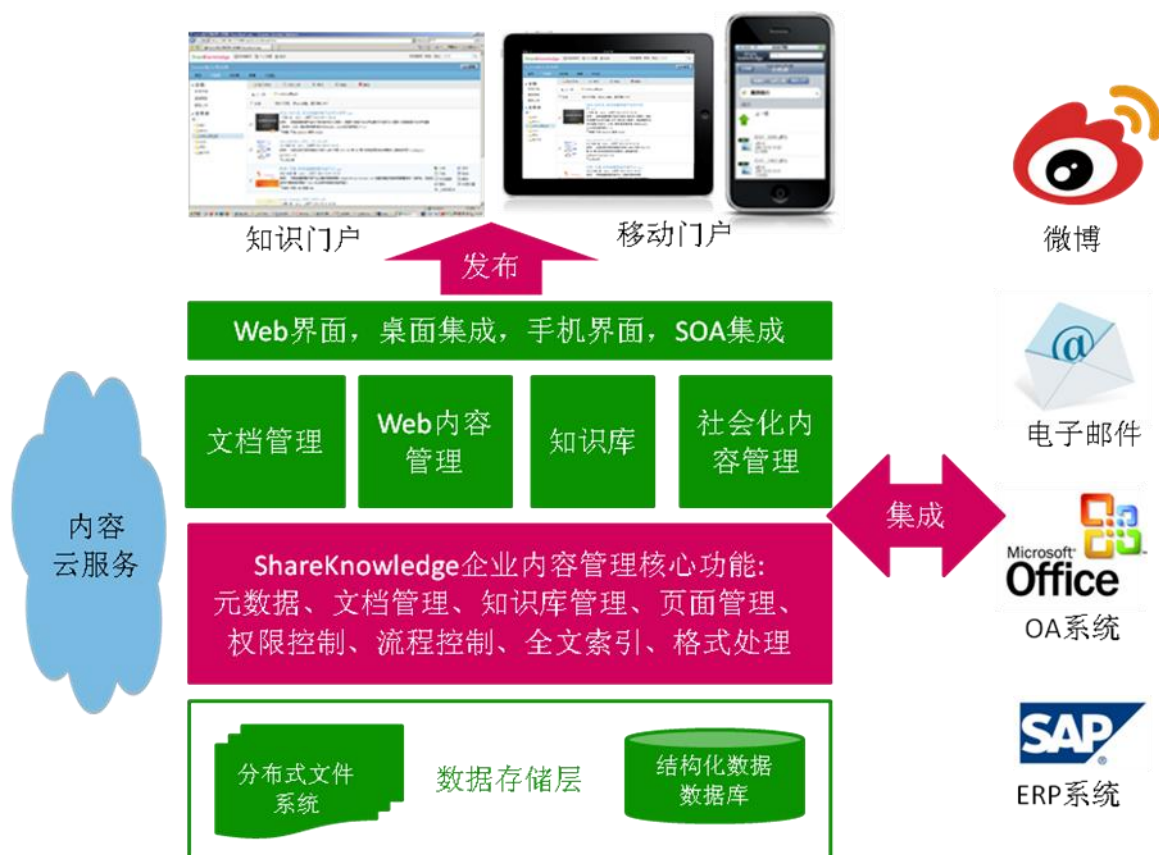 ShareKnowledge
知识门户
移动门户
微博
发布
Web界面，桌面集成，手机界面，SOA集成
文档管理
Web内容
管理
知识库
社会化内
容管理
@
电子邮件
内容
云服务
集成
ShareKnowledge企业内容管理核心功能:
元数据、文档管理、知识库管理、页面管理、
权限控制、流程控制、全文索引、格式处理
Microsoft
Office
OA系统
分布式文件
系统
数据存储层
结构化数据
数据库
SAP
ERP系统